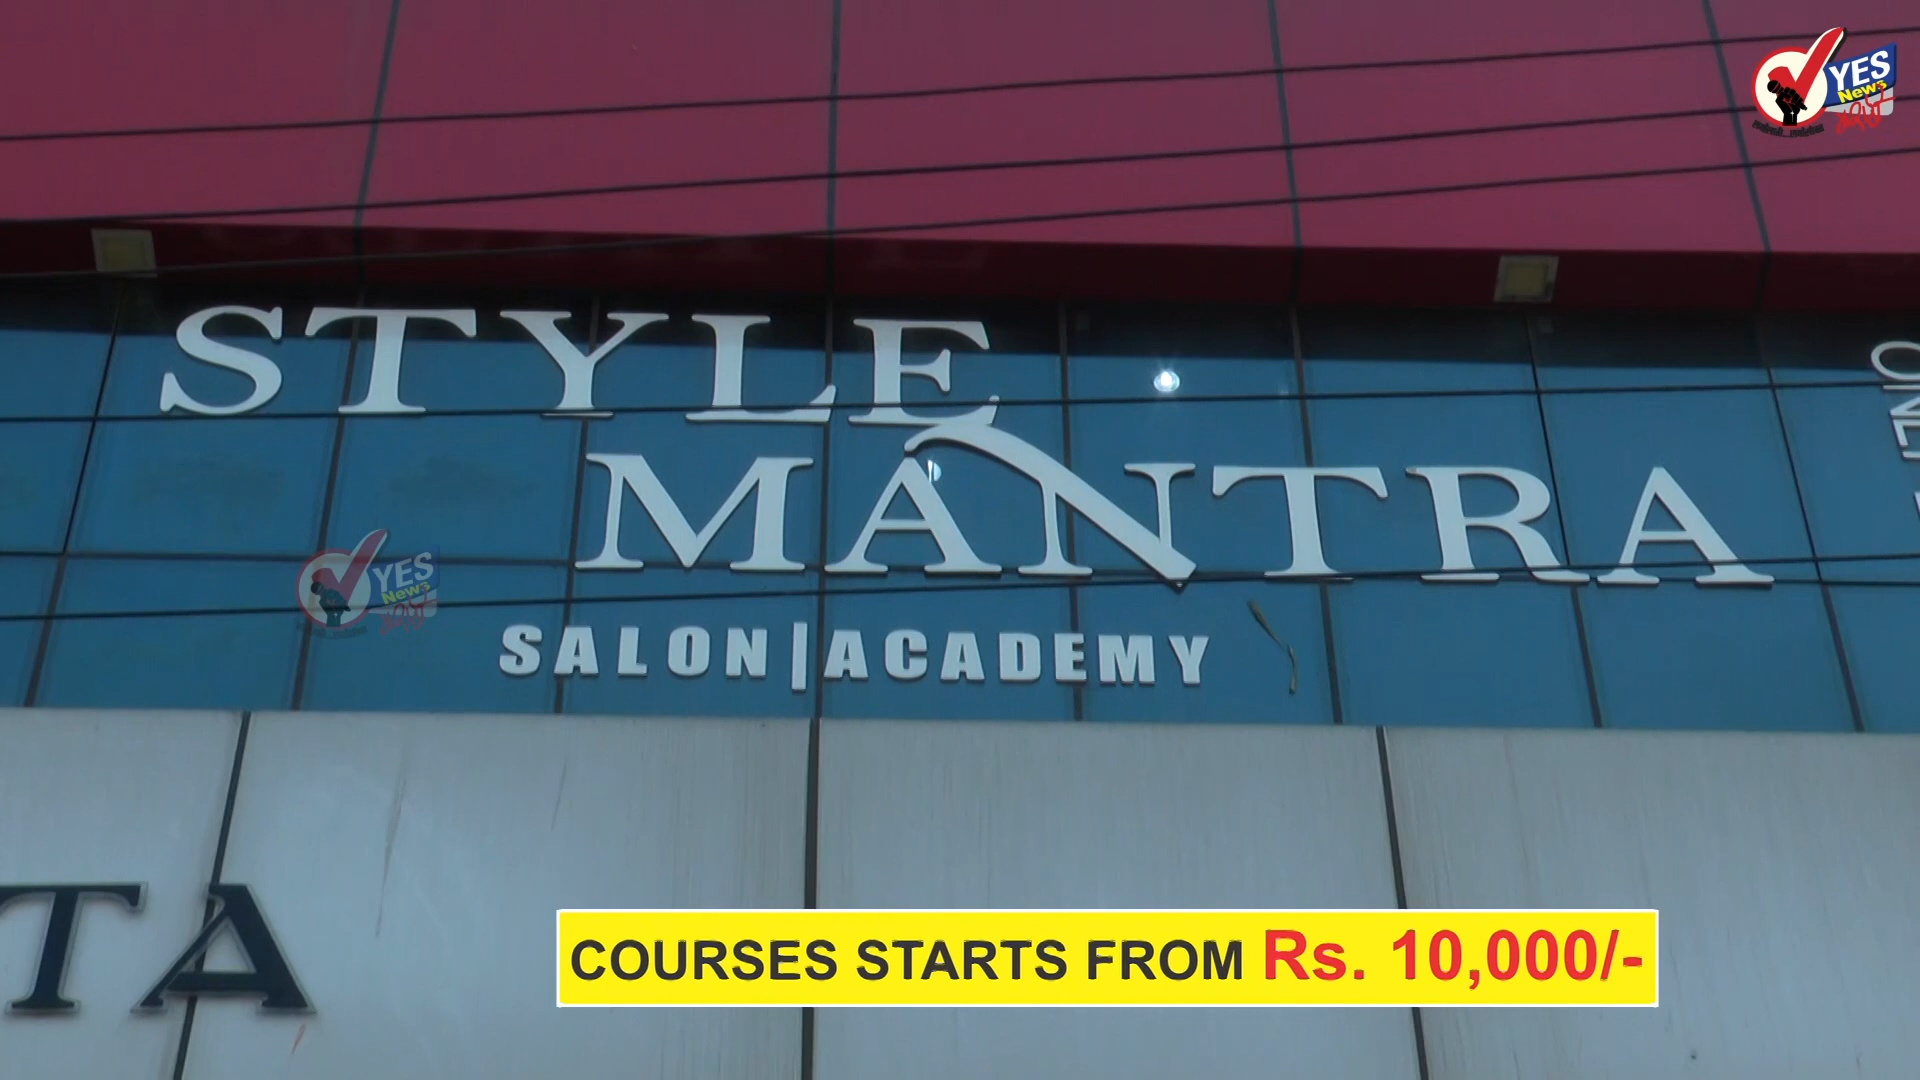 YES
News
STYLE
MANTRA
SALON|ACADEMY
YES
News
TA
COURSES STARTS FROM Rs. 10,000/-